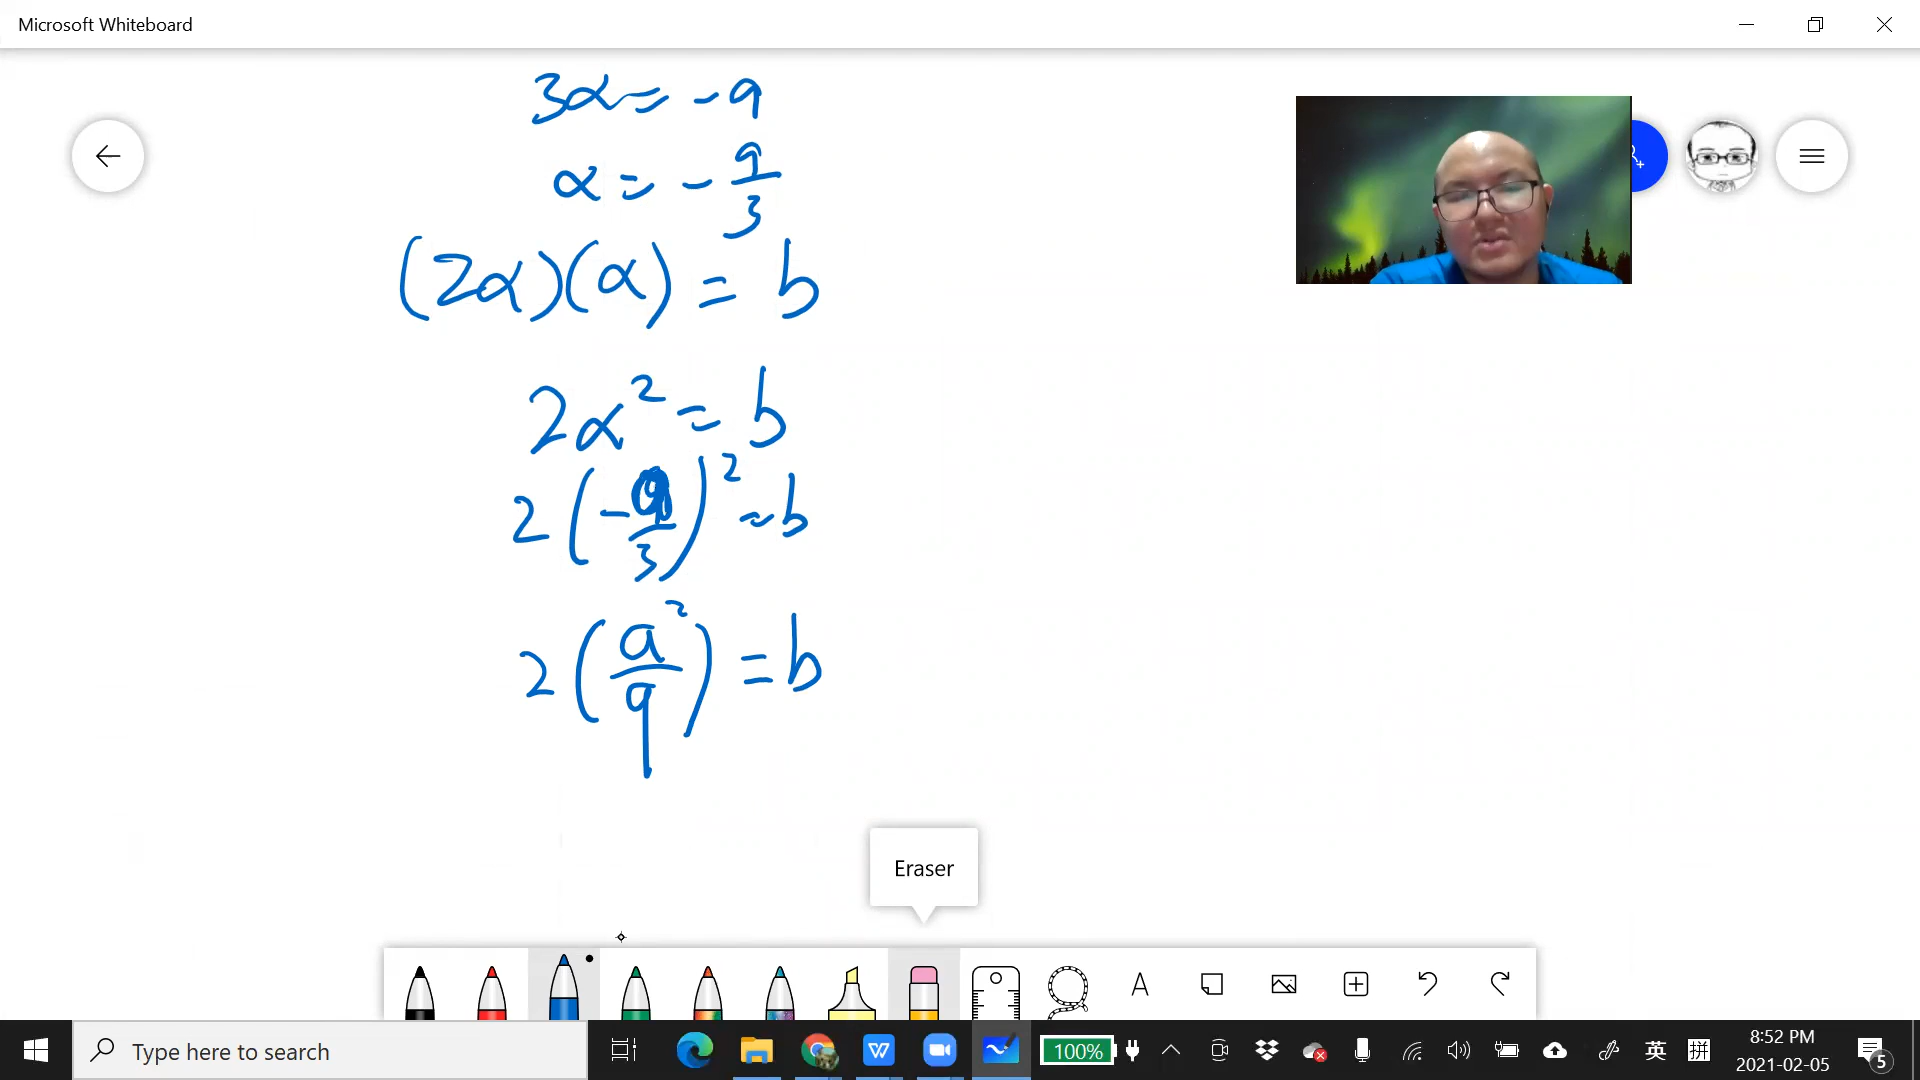 Microsoft Whiteboard
3α = -a
α = - a/3
(2α)(α) = b
2α² = b
2(-a/3)² = b
2(a²/9) = b
Eraser
A
Type here to search
100%
英
拼
8:52 PM
2021-02-05
5